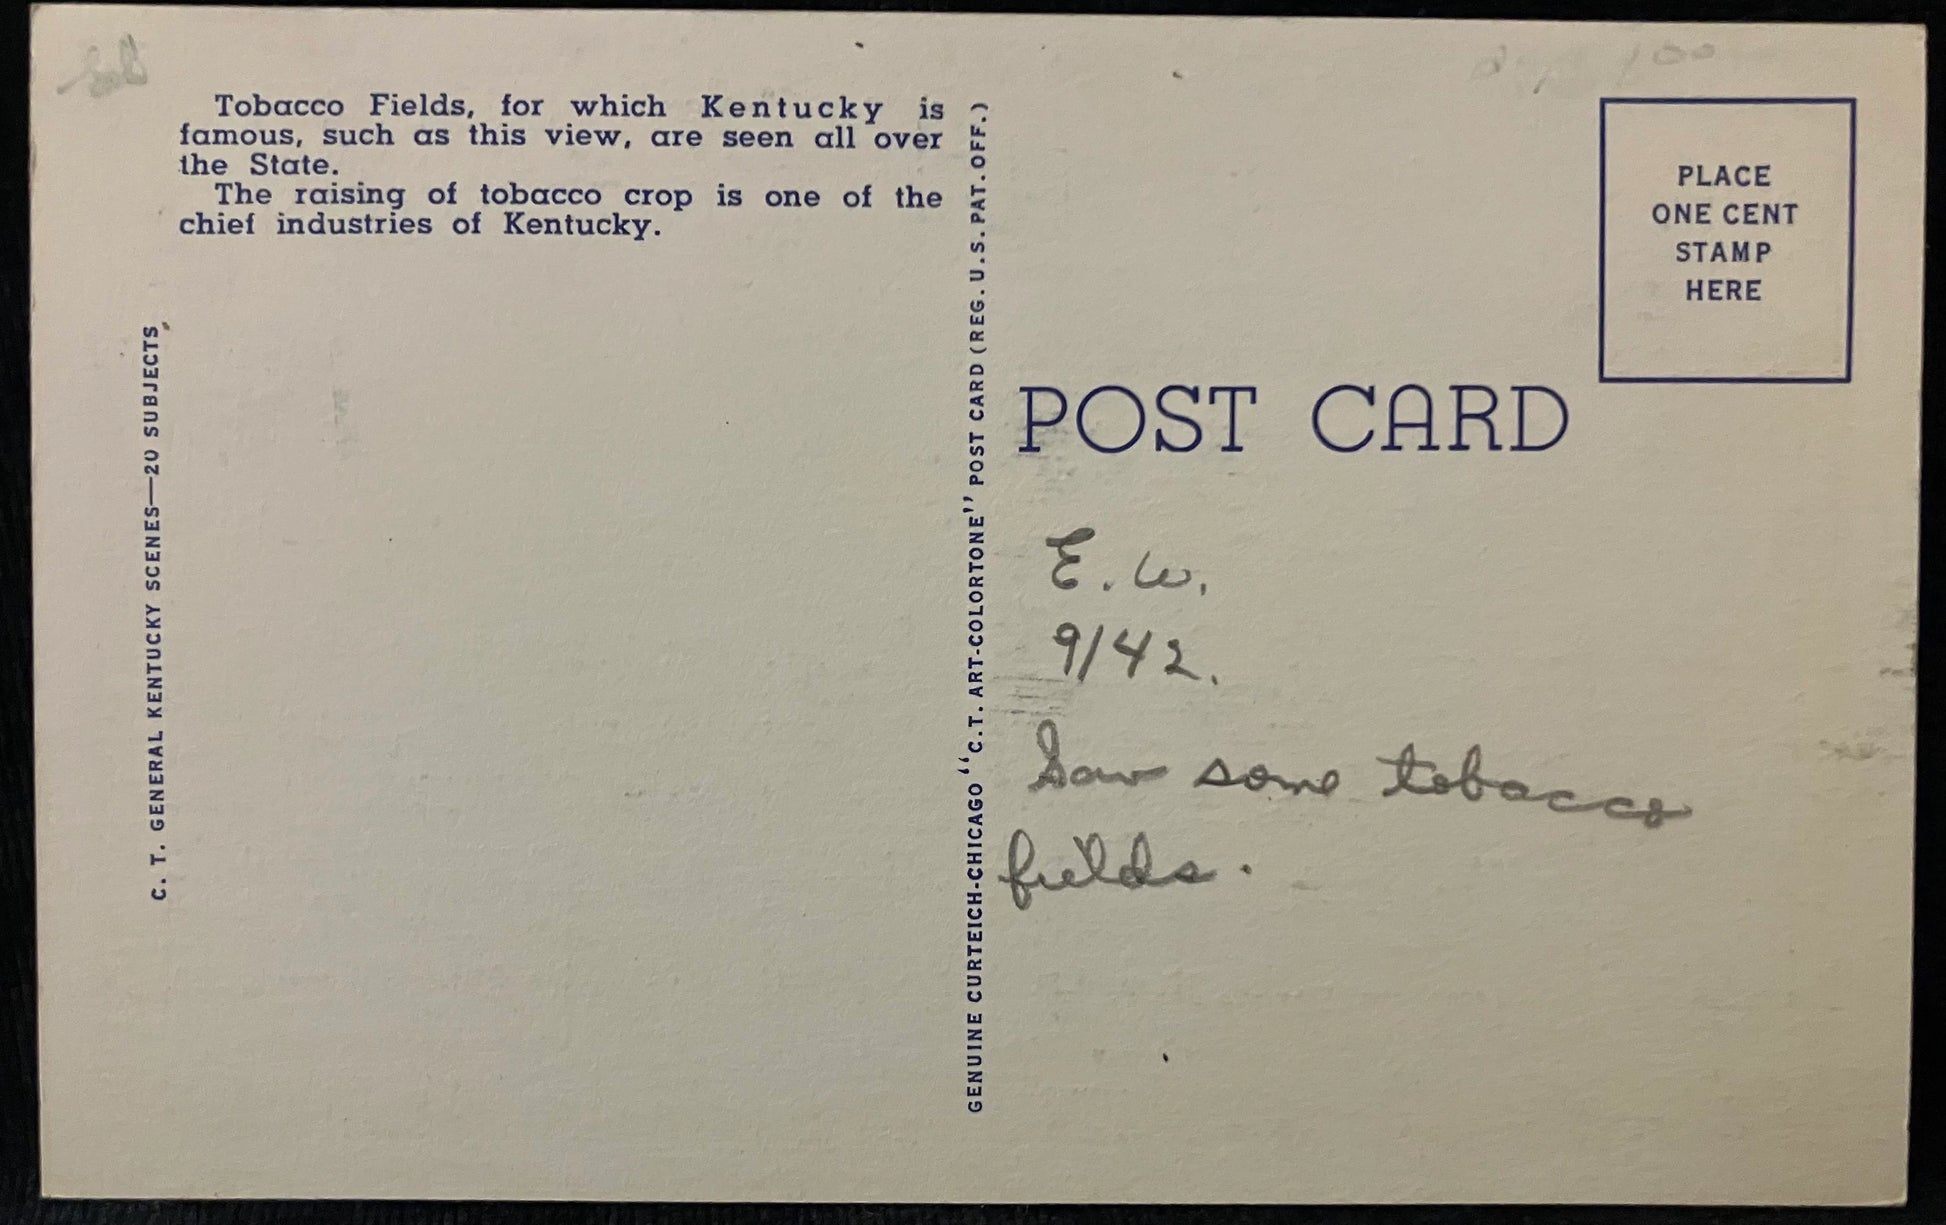 Tobacco Fields, for which Kentucky is
famous, such as this view, are seen all over
the State.
The raising of tobacco crop is one of the
chief industries of Kentucky.
C. T. GENERAL KENTUCKY SCENES—20 SUBJECTS
GENUINE CURTEICH-CHICAGO "C.T. ART-COLORTONE" POST CARD (REG. U.S. PAT. OFF.)
PLACE
ONE CENT
STAMP
HERE
POST CARD
E. W.
9/42.
Saw some tobacco
fields.